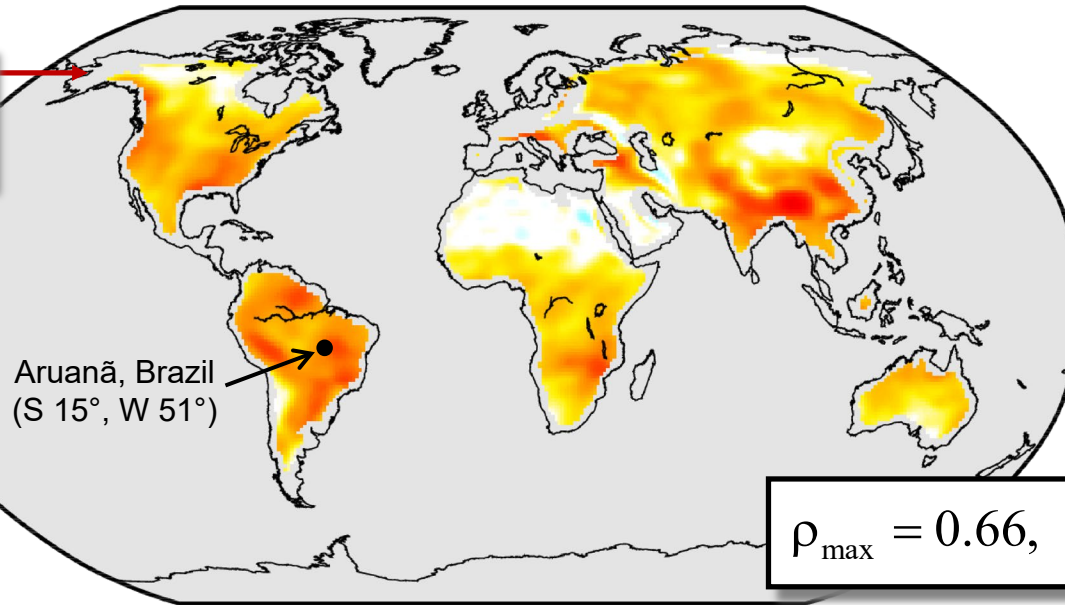 Aruanã, Brazil
(S 15°, W 51°)
ρmax = 0.66,